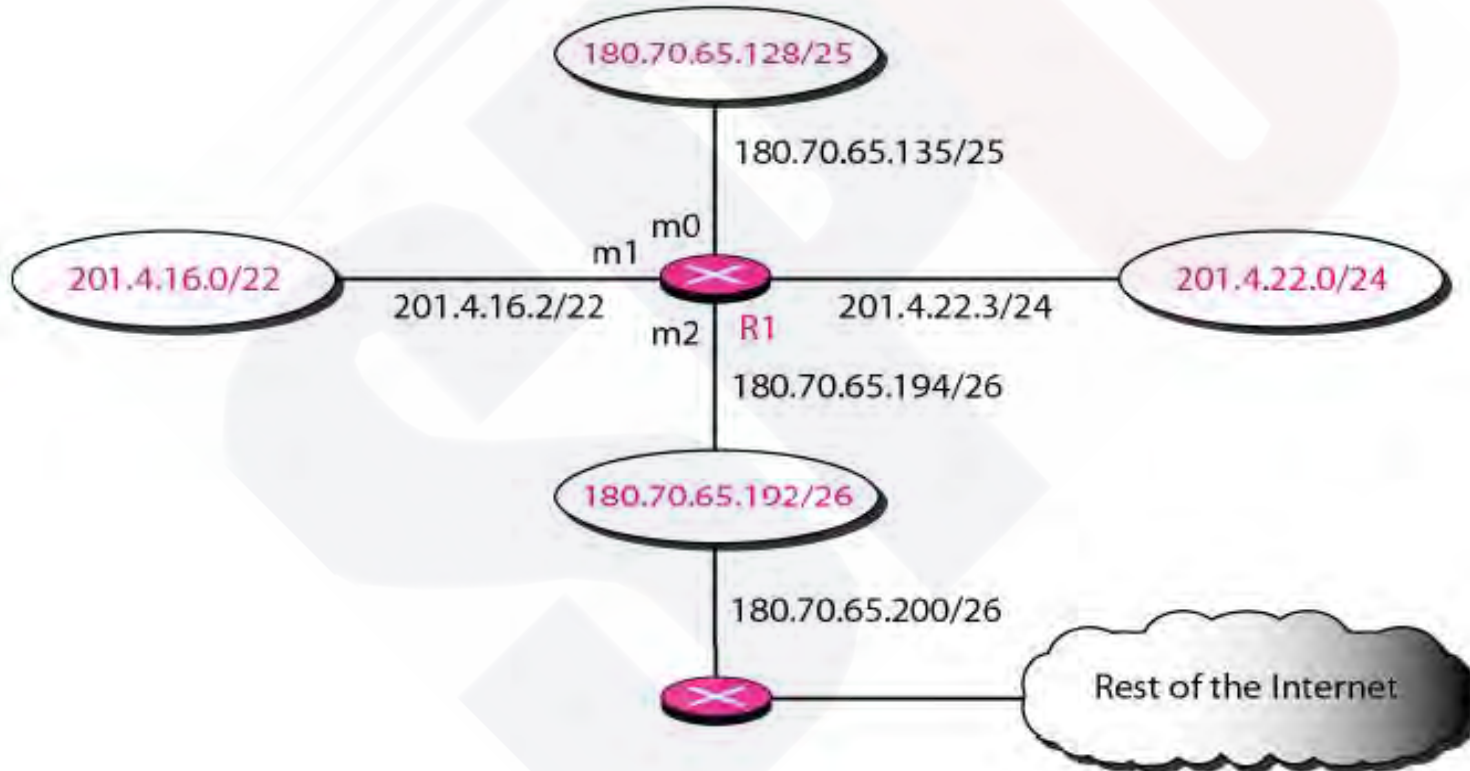 180.70.65.128/25
180.70.65.135/25
m0
m1
201.4.16.0/22
201.4.16.2/22
201.4.22.3/24
201.4.22.0/24
m2
R1
180.70.65.194/26
180.70.65.192/26
180.70.65.200/26
Rest of the Internet